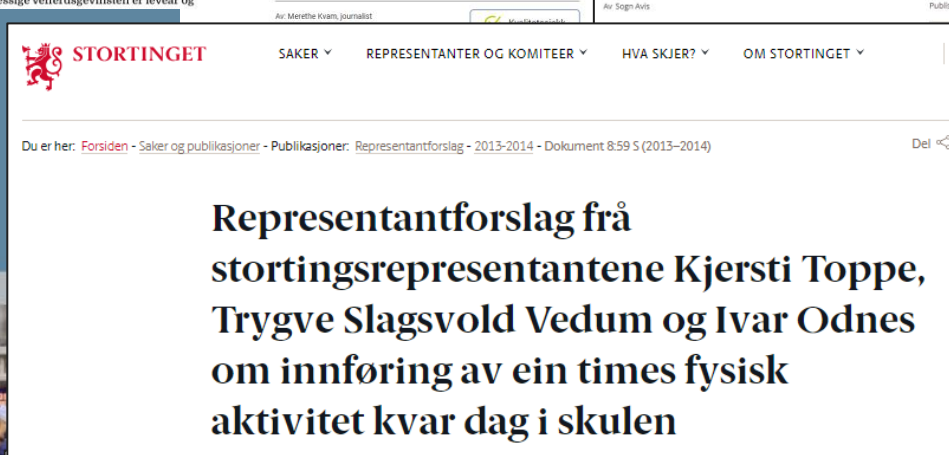 essige velferdsgevinsten er levear og
Av: Merethe Kvam, journalist
Av Sogn Avis
Publis
STORTINGET
SAKER
REPRESENTANTER OG KOMITEER
HVA SKJER?
OM STORTINGET
Du er her: Forsiden - Saker og publikasjoner - Publikasjoner: Representantforslag - 2013-2014 - Dokument 8:59 S (2013–2014)
Del
Representantforslag frå
stortingsrepresentantene Kjersti Toppe,
Trygve Slagsvold Vedum og Ivar Odnes
om innføring av ein times fysisk
aktivitet kvar dag i skulen